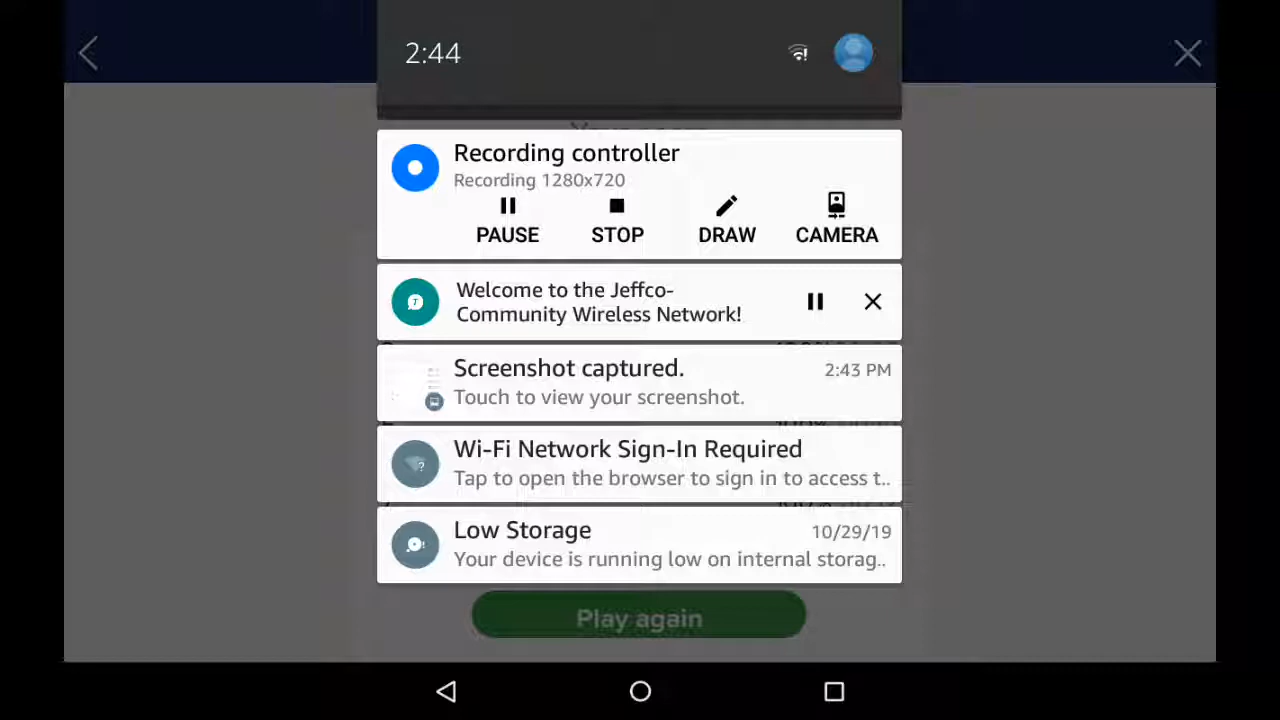 2:44
Recording controller
Recording 1280x720
PAUSE STOP DRAW CAMERA
Welcome to the Jeffco-
Community Wireless Network!
Screenshot captured. 2:43 PM
Touch to view your screenshot.
Wi-Fi Network Sign-In Required
Tap to open the browser to sign in to access t..
Low Storage 10/29/19
Your device is running low on internal storag..
Play again